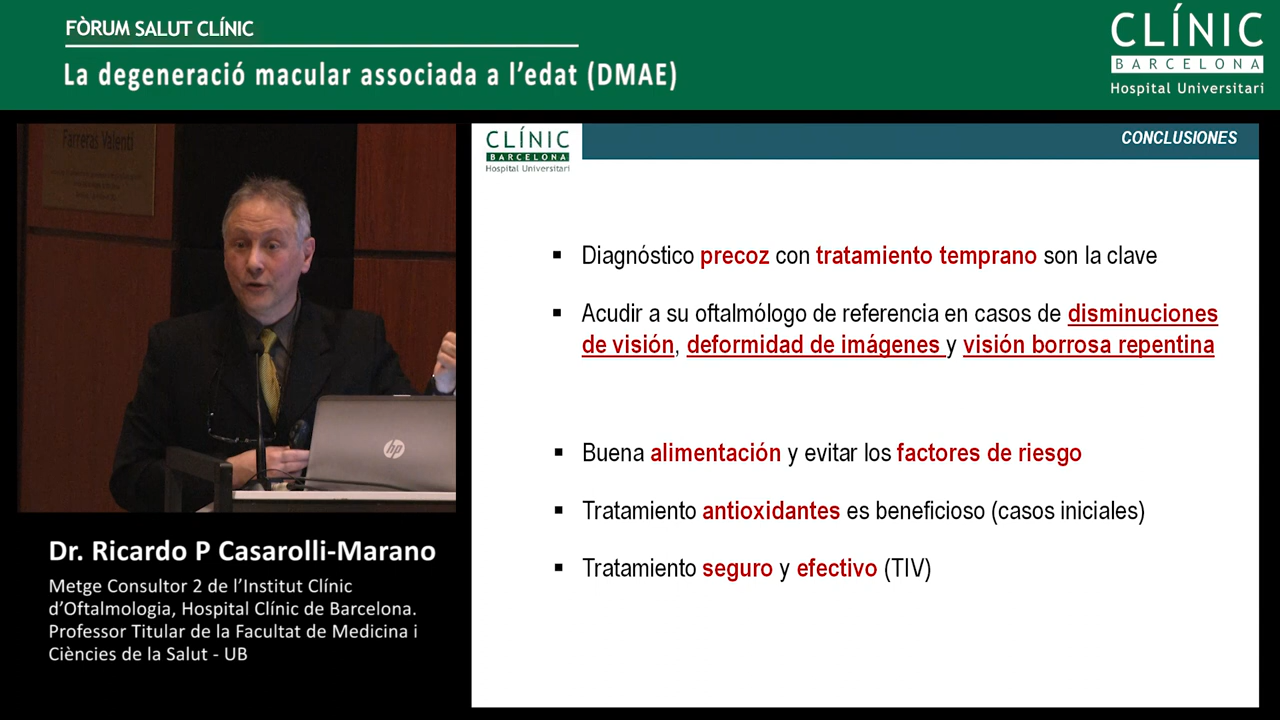 FÒRUM SALUT CLÍNIC
La degeneració macular associada a l'edat (DMAE)
CLÍNIC
BARCELONA
Hospital Universitari
Farreras Valentí
CLÍNIC
BARCELONA
Hospital Universitari
CONCLUSIONES
▪ Diagnóstico precoz con tratamiento temprano son la clave
▪ Acudir a su oftalmólogo de referencia en casos de disminuciones
de visión, deformidad de imágenes y visión borrosa repentina
▪ Buena alimentación y evitar los factores de riesgo
▪ Tratamiento antioxidantes es beneficioso (casos iniciales)
▪ Tratamiento seguro y efectivo (TIV)
hp
Dr. Ricardo P Casarolli-Marano
Metge Consultor 2 de l'Institut Clínic
d'Oftalmologia, Hospital Clínic de Barcelona.
Professor Titular de la Facultat de Medicina i
Ciències de la Salut - UB